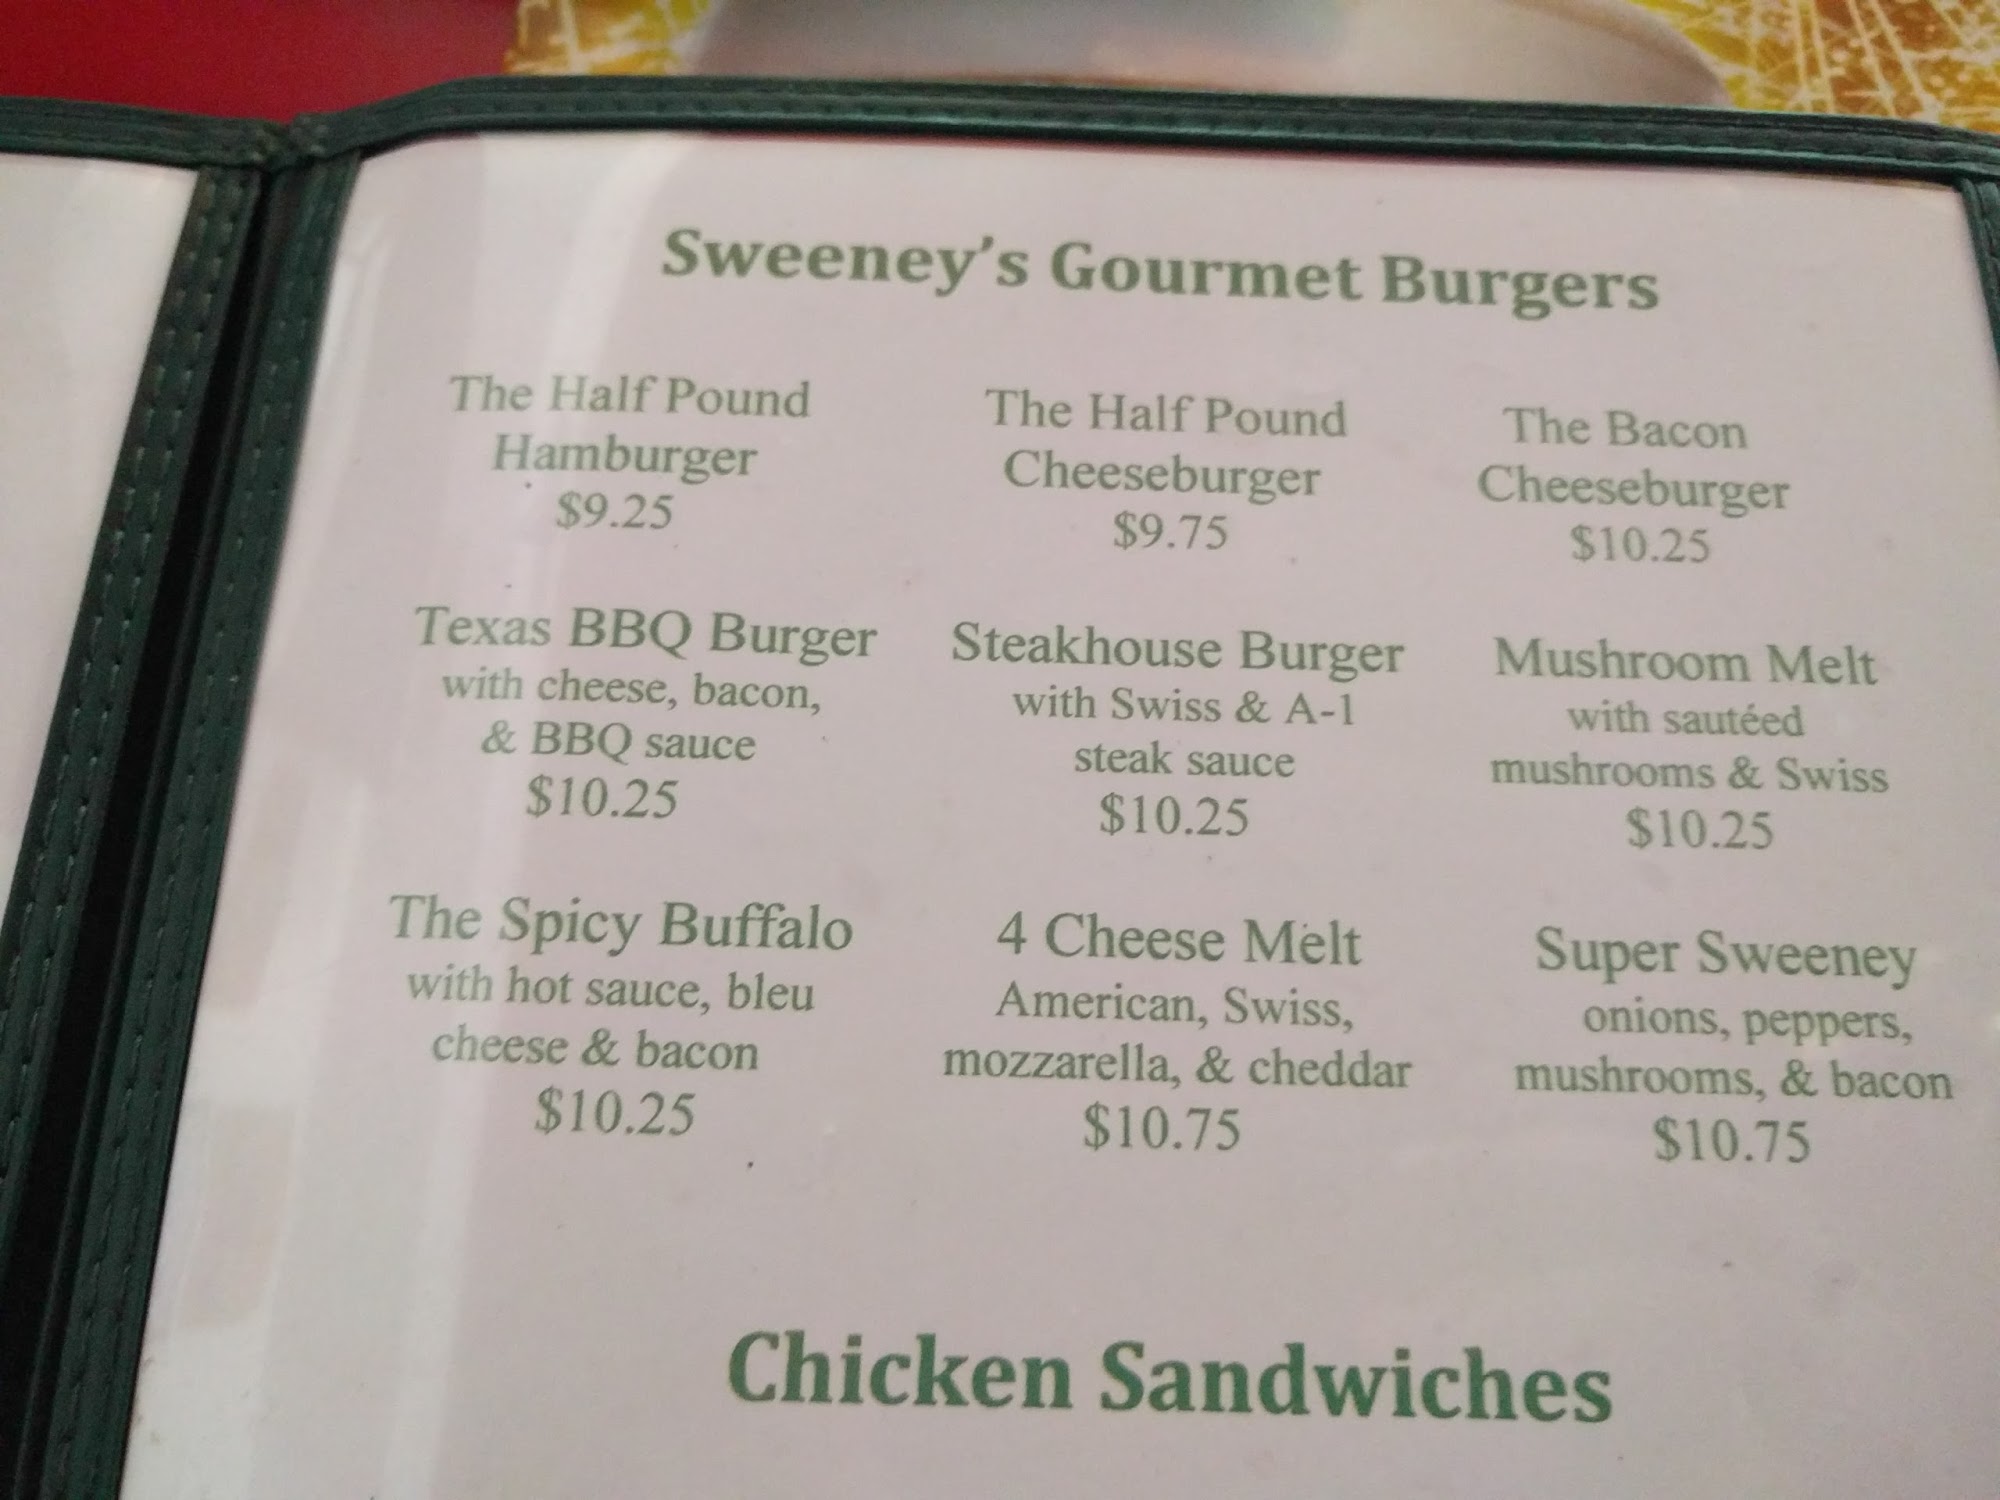 Sweeney's Gourmet Burgers
The Half Pound
Hamburger
$9.25
The Half Pound
Cheeseburger
$9.75
The Bacon
Cheeseburger
$10.25
Texas BBQ Burger
with cheese, bacon,
& BBQ sauce
$10.25
Steakhouse Burger
with Swiss & A-1
steak sauce
$10.25
Mushroom Melt
with sautéed
mushrooms & Swiss
$10.25
The Spicy Buffalo
with hot sauce, bleu
cheese & bacon
$10.25
4 Cheese Melt
American, Swiss,
mozzarella, & cheddar
$10.75
Super Sweeney
onions, peppers,
mushrooms, & bacon
$10.75
Chicken Sandwiches